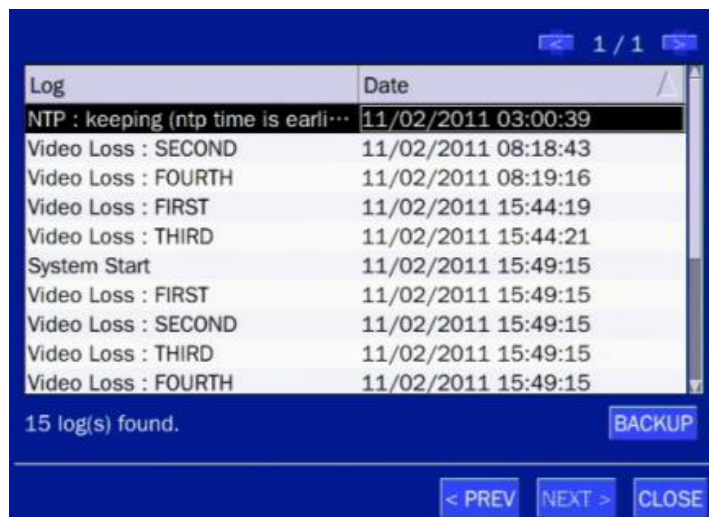 < 1 / 1 >
Log Date
NTP : keeping (ntp time is earli··· 11/02/2011 03:00:39
Video Loss : SECOND 11/02/2011 08:18:43
Video Loss : FOURTH 11/02/2011 08:19:16
Video Loss : FIRST 11/02/2011 15:44:19
Video Loss : THIRD 11/02/2011 15:44:21
System Start 11/02/2011 15:49:15
Video Loss : FIRST 11/02/2011 15:49:15
Video Loss : SECOND 11/02/2011 15:49:15
Video Loss : THIRD 11/02/2011 15:49:15
Video Loss : FOURTH 11/02/2011 15:49:15
15 log(s) found. BACKUP
< PREV NEXT > CLOSE